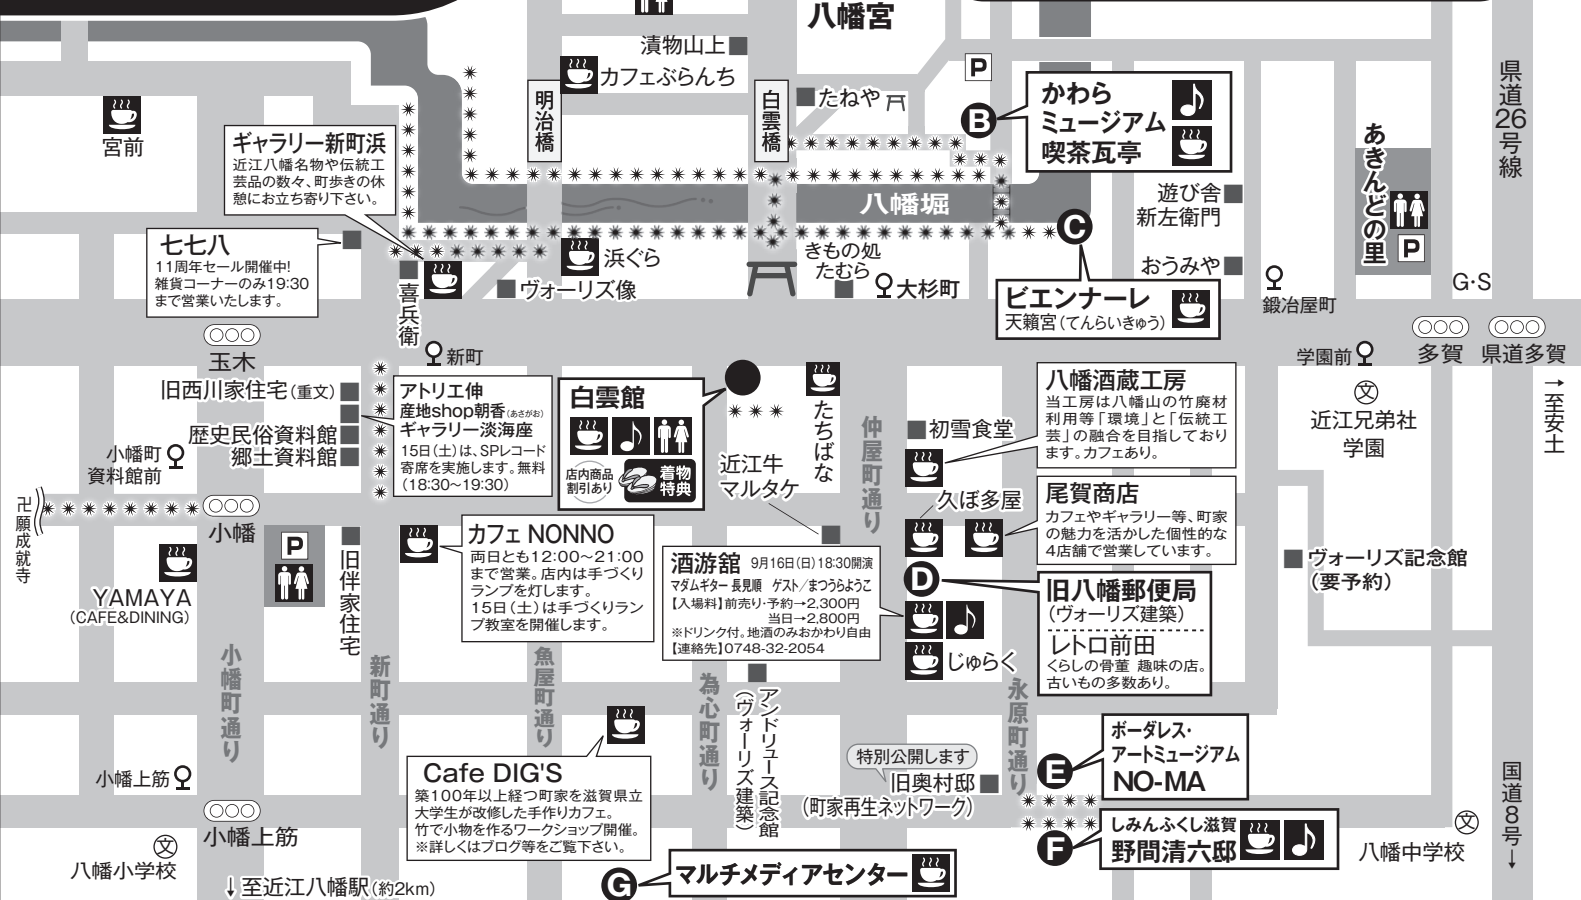 八幡宮
漬物山上
カフェぶらんち
P
県道26号線
明治橋
白雲橋
たねや
B
かわら
ミュージアム
喫茶瓦亭
宮前
ギャラリー新町浜
近江八幡名物や伝統工
芸品の数々、町歩きの休
憩にお立ち寄り下さい。
あきんどの里
P
八幡堀
遊び舎
新左衛門
C
七七八
11周年セール開催中!
雑貨コーナーのみ19:30
まで営業いたします。
浜ぐら
きもの処
たむら
おうみや
喜兵衛
ヴォーリズ像
大杉町
ビエンナーレ
天籟宮(てんらいきゅう)
鍛冶屋町
G・S
玉木
新町
学園前
多賀
県道多賀
→至安土
旧西川家住宅(重文)
歴史民俗資料館
郷土資料館
小幡町
資料館前
アトリエ伸
産地shop朝香(あさがお)
ギャラリー淡海座
15日(土)は、SPレコード
寄席を実施します。無料
(18:30~19:30)
白雲館
店内商品
割引あり
着物
特典
たちばな
近江牛
マルタケ
仲屋町通り
初雪食堂
八幡酒蔵工房
当工房は八幡山の竹廃材
利用等「環境」と「伝統工
芸」の融合を目指しており
ます。カフェあり。
近江兄弟社
学園
文
卍願成就寺
小幡
P
旧伴家住宅
カフェ NONNO
両日とも12:00~21:00
まで営業。店内は手づくり
ランプを灯します。
15日(土)は手づくりラン
プ教室を開催します。
久ぼ多屋
尾賀商店
カフェやギャラリー等、町家
の魅力を活かした個性的な
4店舗で営業しています。
YAMAYA
(CAFE&DINING)
酒游舘 9月16日(日)18:30開演
マダムギター 長見順 ゲスト/まつうらようこ
【入場料】前売り・予約→2,300円
当日→2,800円
※ドリンク付。地酒のみおかわり自由
【連絡先】0748-32-2054
D
旧八幡郵便局
(ヴォーリズ建築)
レトロ前田
くらしの骨董 趣味の店。
古いもの多数あり。
ヴォーリズ記念館
(要予約)
じゅらく
小幡町通り
新町通り
魚屋町通り
為心町通り
アンドリュース記念館
(ヴォーリズ建築)
永原町通り
Cafe DIG'S
築100年以上経つ町家を滋賀県立
大学生が改修した手作りカフェ。
竹で小物を作るワークショップ開催。
※詳しくはブログ等をご覧下さい。
特別公開します
旧奥村邸
(町家再生ネットワーク)
E
ボーダレス・
アートミュージアム
NO-MA
国道8号→
小幡上筋
小幡上筋
文
八幡小学校
F
しみんふくし滋賀
野間清六邸
文
八幡中学校
↓至近江八幡駅(約2km)
G
マルチメディアセンター